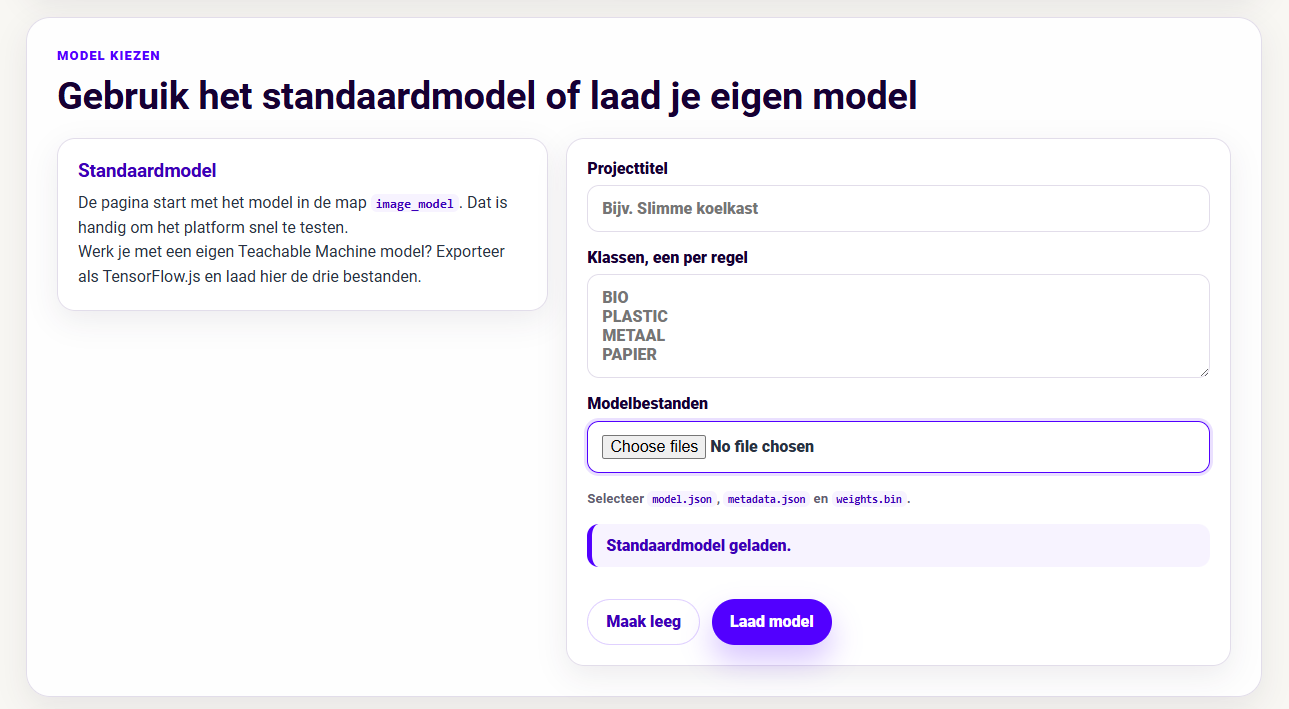 MODEL KIEZEN
Gebruik het standaardmodel of laad je eigen model
Standaardmodel
De pagina start met het model in de map image_model . Dat is
handig om het platform snel te testen.
Werk je met een eigen Teachable Machine model? Exporteer
als TensorFlow.js en laad hier de drie bestanden.
Projecttitel
Bijv. Slimme koelkast
Klassen, een per regel
BIO
PLASTIC
METAAL
PAPIER
Modelbestanden
Choose files No file chosen
Selecteer model.json , metadata.json en weights.bin .
Standaardmodel geladen.
Maak leeg
Laad model